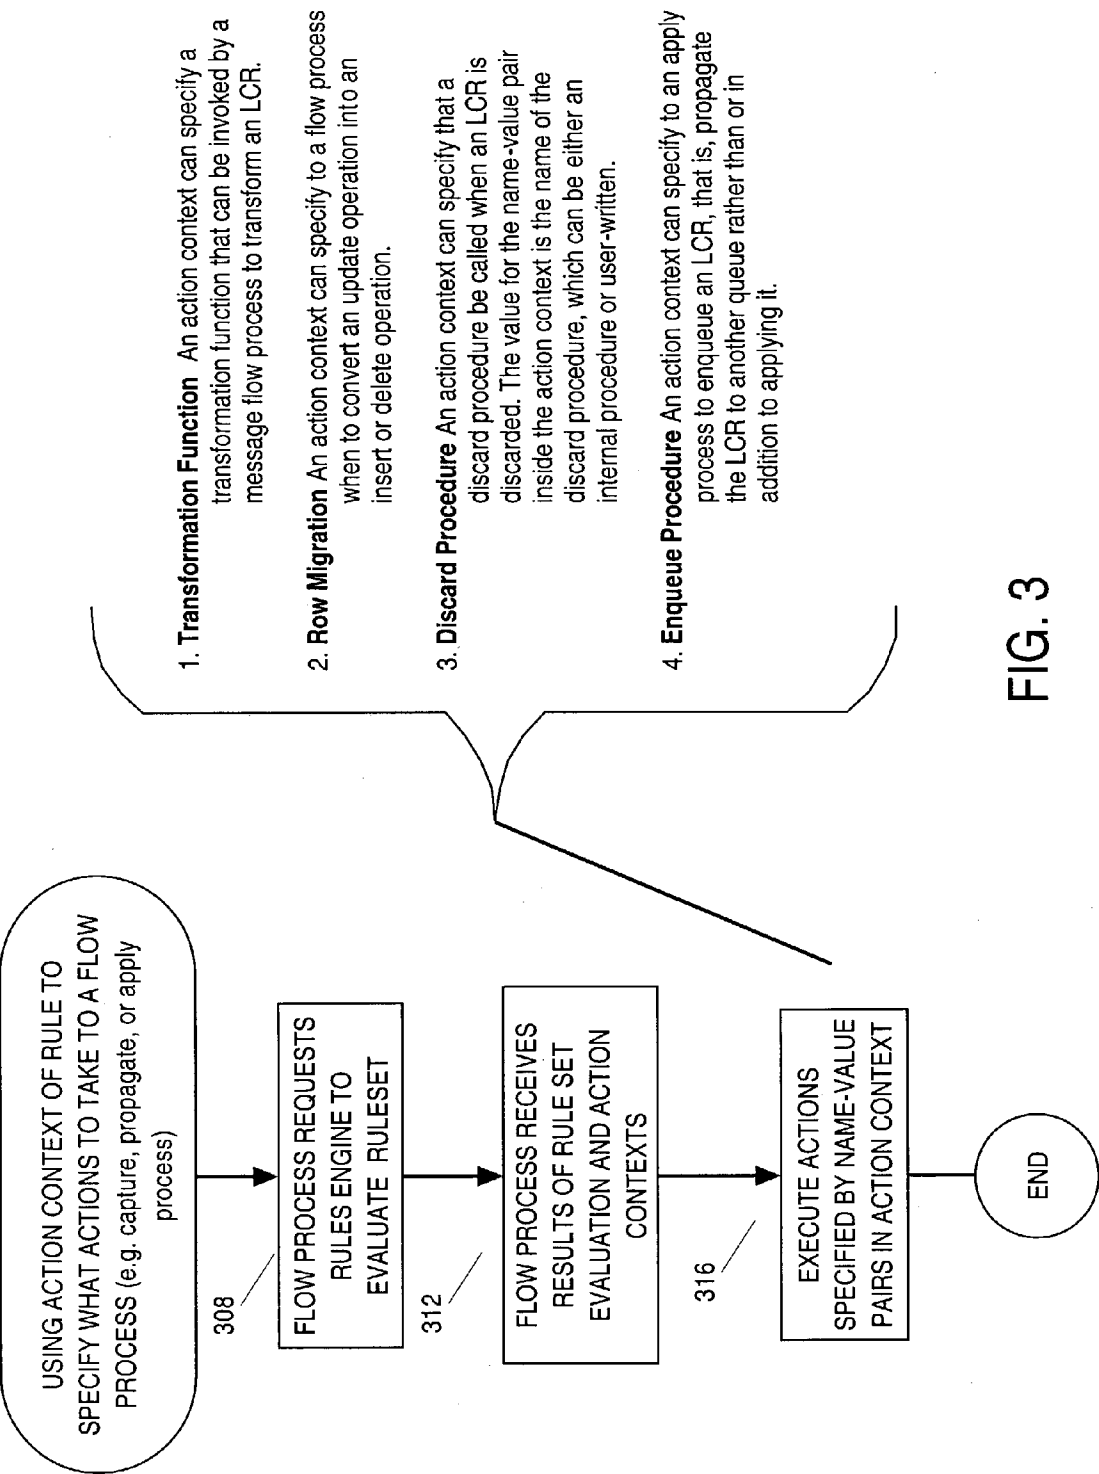 USING ACTION CONTEXT OF RULE TO
SPECIFY WHAT ACTIONS TO TAKE TO A FLOW
PROCESS (e.g. capture, propagate, or apply
process)
308
FLOW PROCESS REQUESTS
RULES ENGINE TO
EVALUATE RULESET
312
FLOW PROCESS RECEIVES
RESULTS OF RULE SET
EVALUATION AND ACTION
CONTEXTS
316
EXECUTE ACTIONS
SPECIFIED BY NAME-VALUE
PAIRS IN ACTION CONTEXT
END
1. Transformation Function An action context can specify a
transformation function that can be invoked by a
message flow process to transform an LCR.
2. Row Migration An action context can specify to a flow process
when to convert an update operation into an
insert or delete operation.
3. Discard Procedure An action context can specify that a
discard procedure be called when an LCR is
discarded. The value for the name-value pair
inside the action context is the name of the
discard procedure, which can be either an
internal procedure or user-written.
4. Enqueue Procedure An action context can specify to an apply
process to enqueue an LCR, that is, propagate
the LCR to another queue rather than or in
addition to applying it.
FIG. 3